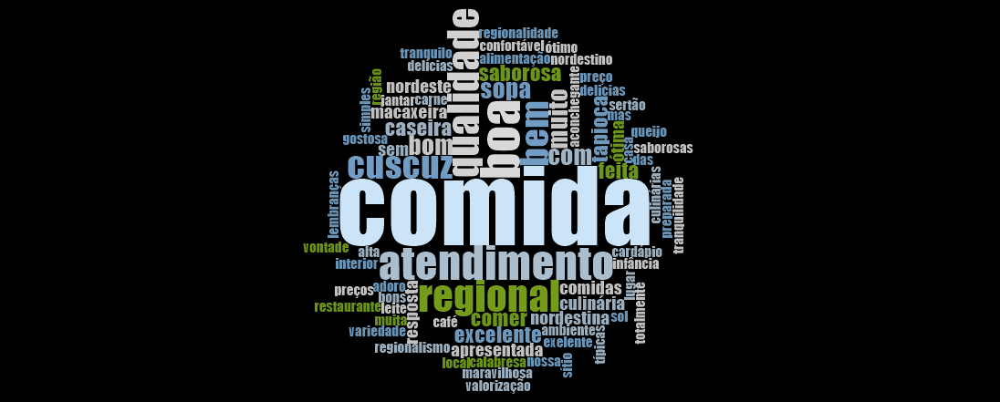 qualidade
regionalidade
confortável ótimo
tranquilo
alimentação nordestino
delícias
saborosa
região
nordeste
sopa
preço
delícias
simples
jantar carne
macaxeira
boa
bem
muito
aconchegante
tapioca
sertão
mas
caseira
ótima
queijo
gostosa
sem bom
com
casa
saborosas
das
cuscuz
feita
lembranças
comida
culinárias
preparada
tranquilidade
vontade
alta
atendimento
cardápio
interior
infância
preços
adoro
resposta
regional
comidas
lugar
totalmente
bons
restaurante
leite
culinária
muita
café
comer
nordestina
sol
variedade
excelente
ambiente
exelente
típicas
regionalismo
apresentada
local
calabresa
nossa
sítio
maravilhosa
valorização